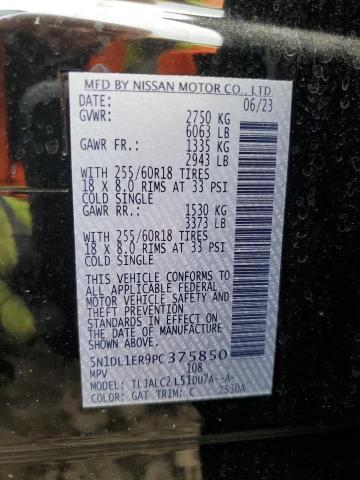 MFD BY NISSAN MOTOR CO., LTD.
DATE: 06/23
GVWR: 2750 KG
6063 LB
GAWR FR.: 1335 KG
2943 LB
WITH 255/60R18 TIRES
18 X 8.0 RIMS AT 33 PSI
COLD SINGLE
GAWR RR.: 1530 KG
3373 LB
WITH 255/60R18 TIRES
18 X 8.0 RIMS AT 33 PSI
COLD SINGLE
THIS VEHICLE CONFORMS TO
ALL APPLICABLE FEDERAL
MOTOR VEHICLE SAFETY AND
THEFT PREVENTION
STANDARDS IN EFFECT ON
THE DATE OF MANUFACTURE
SHOWN ABOVE.
5N1DL1ER9PC375850
MPV 108
MODEL: TLJALC2L51DU7A--A-
COLOR: GAT TRIM: C 2S30A